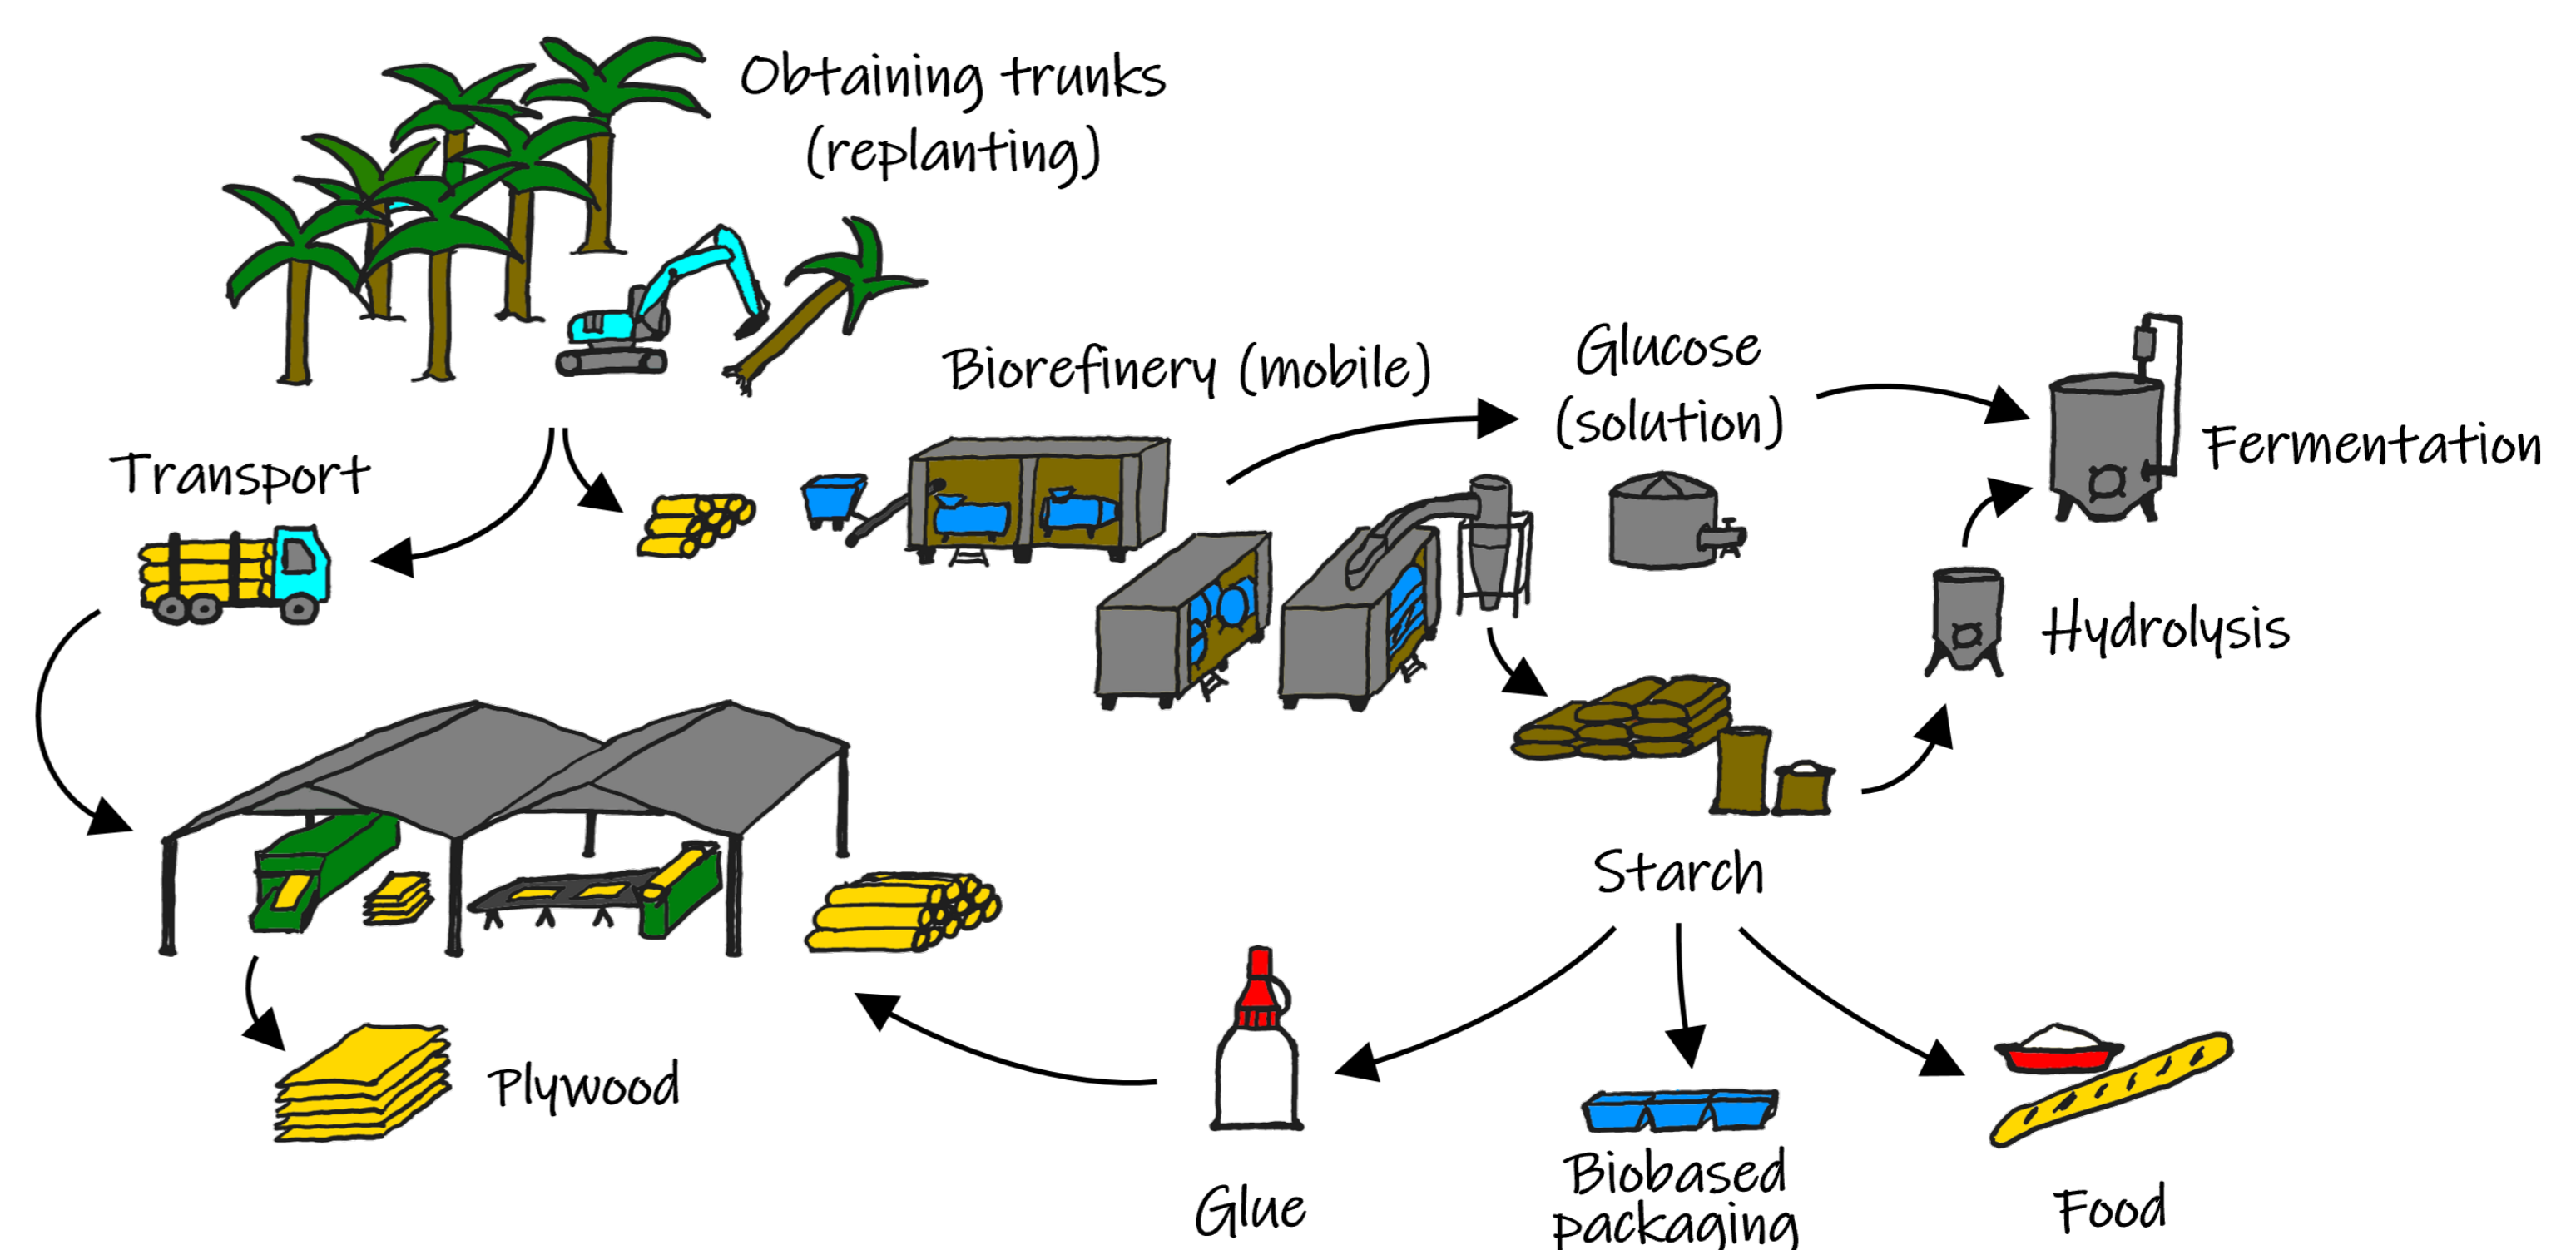 Obtaining trunks
(replanting)
Biorefinery (mobile)
Glucose
(solution)
Fermentation
Transport
Hydrolysis
Starch
Plywood
Glue
Biobased
packaging
Food